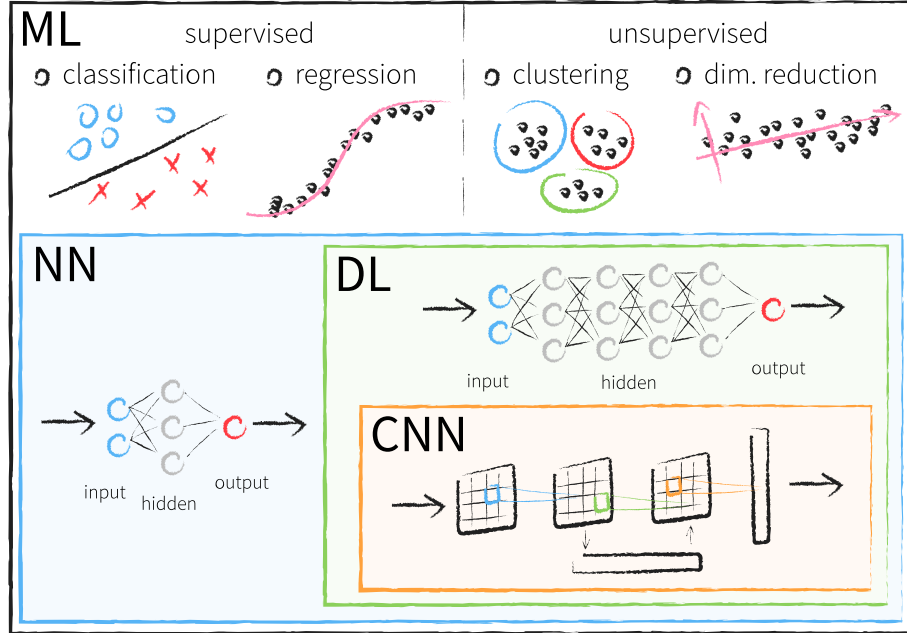 ML
supervised
unsupervised
classification
regression
clustering
dim. reduction
NN
input
hidden
output
DL
input
hidden
output
CNN